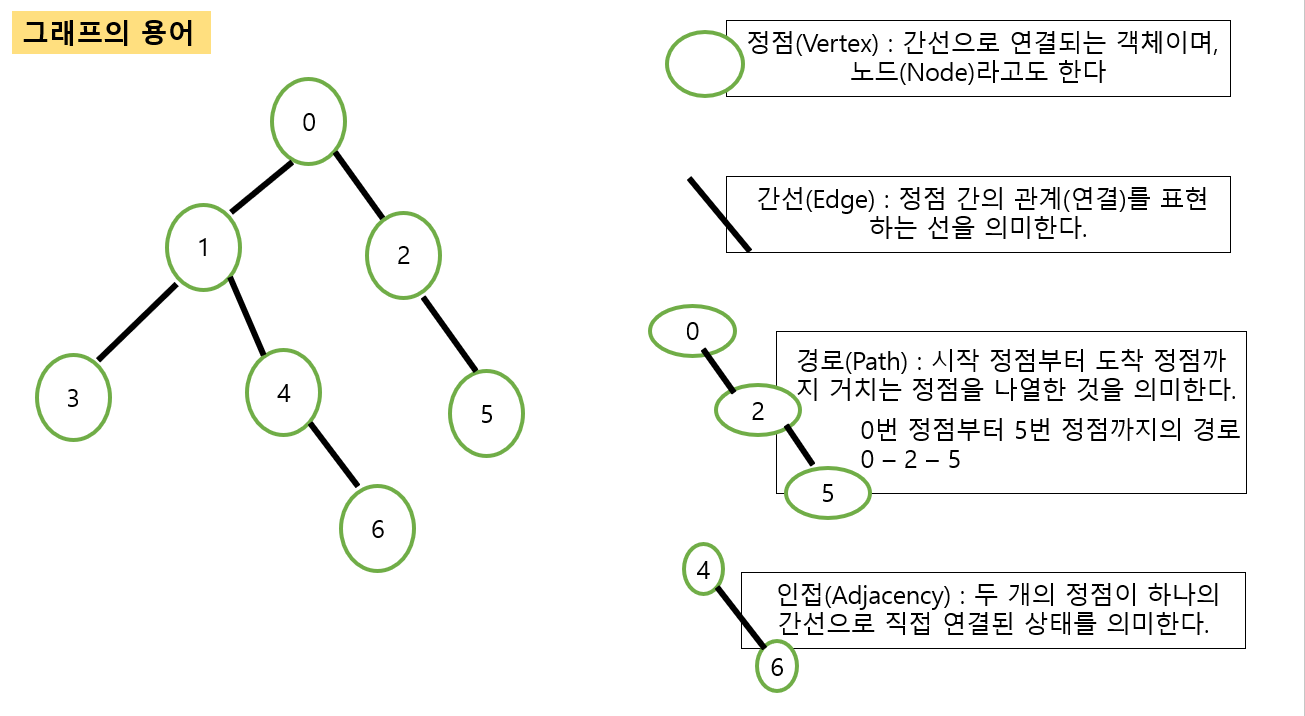 그래프의 용어
0
1
2
3
4
5
6
정점(Vertex) : 간선으로 연결되는 객체이며,
노드(Node)라고도 한다
간선(Edge) : 정점 간의 관계(연결)를 표현
하는 선을 의미한다.
0
2
5
경로(Path) : 시작 정점부터 도착 정점까
지 거치는 정점을 나열한 것을 의미한다.
0번 정점부터 5번 정점까지의 경로
0 – 2 – 5
4
6
인접(Adjacency) : 두 개의 정점이 하나의
간선으로 직접 연결된 상태를 의미한다.